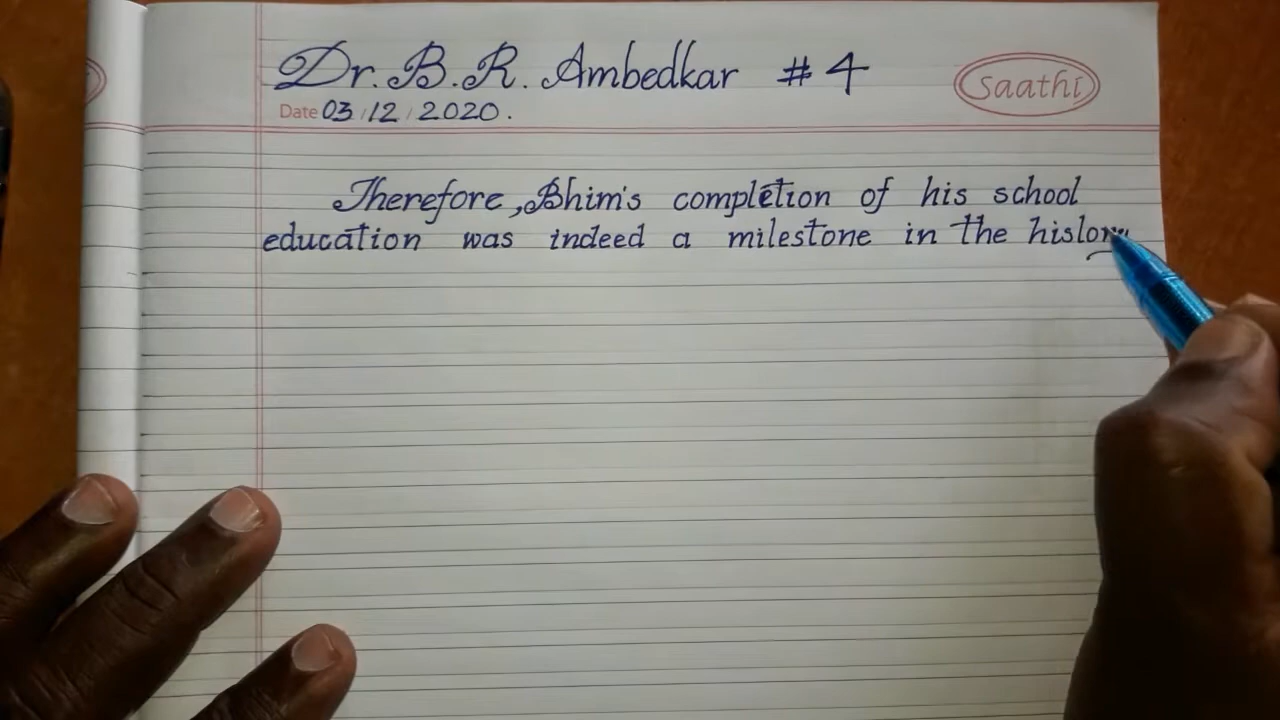 Dr. B. R. Ambedkar # 4
saathi
Date 03/12/2020.
Therefore, Bhim's completion of his school
education was indeed a milestone in the